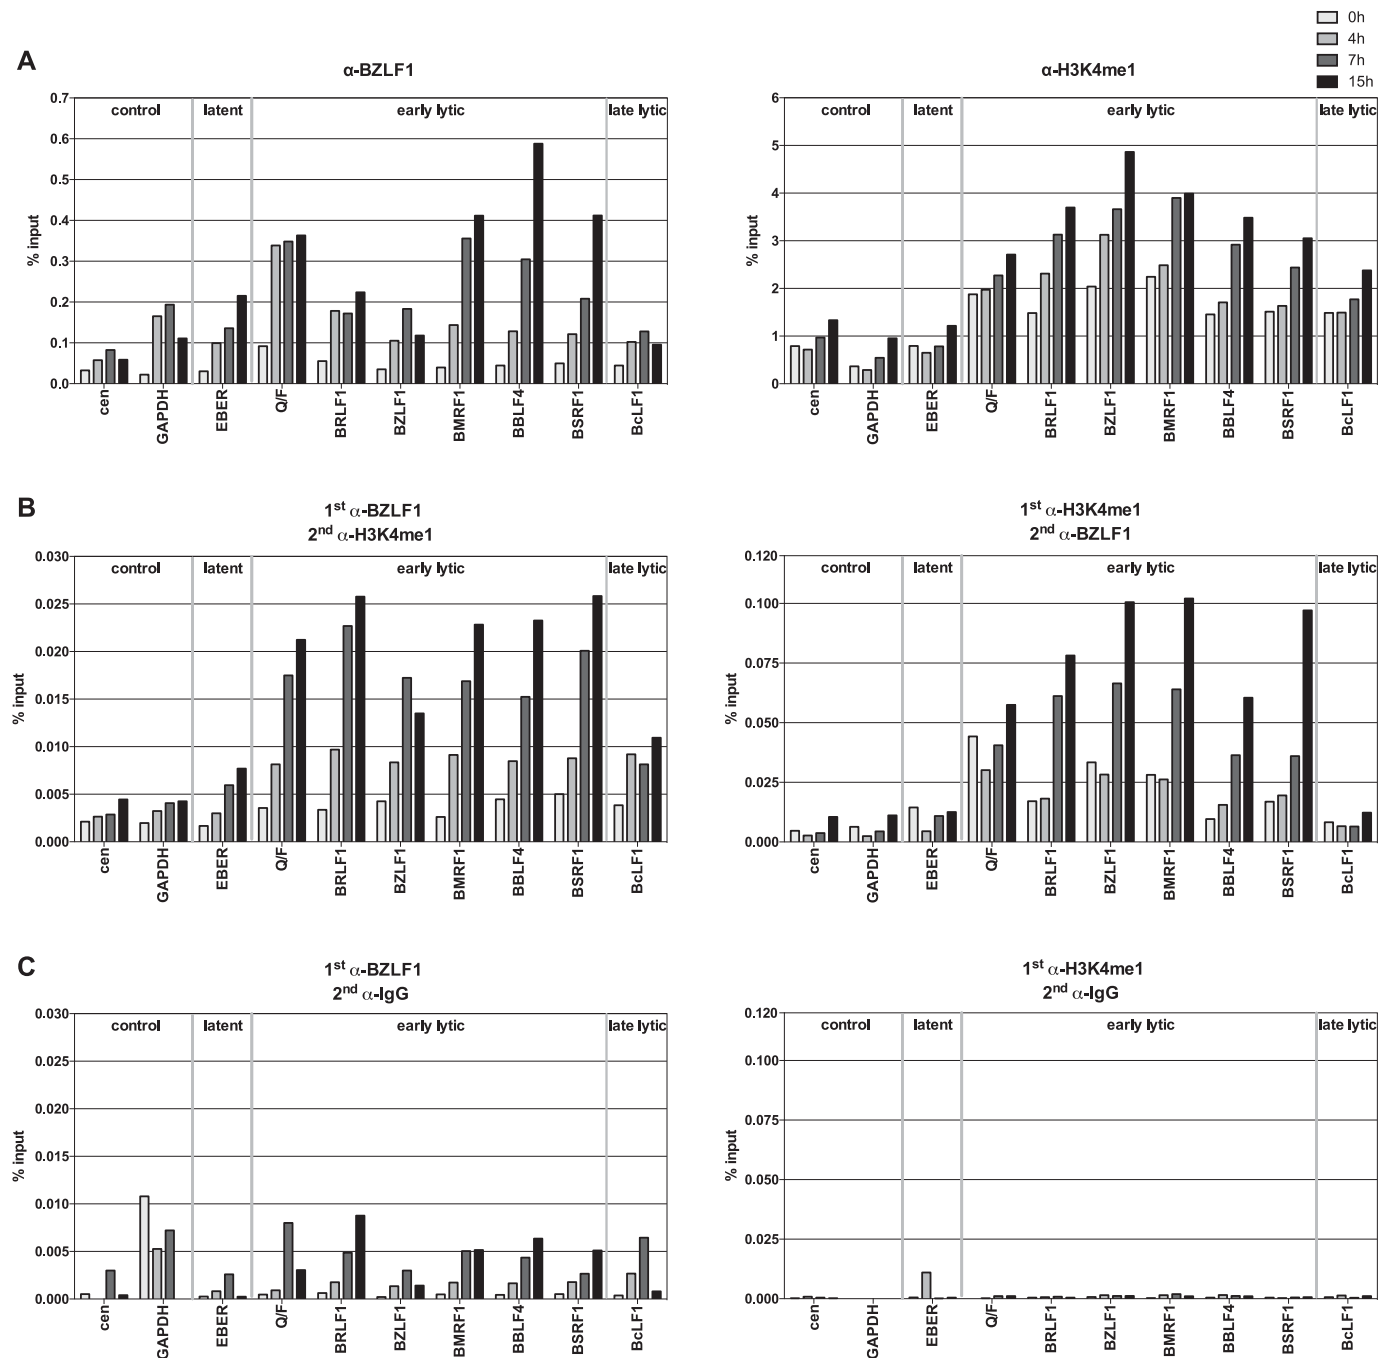 0h
4h
7h
15h
A
α-BZLF1
control latent early lytic late lytic
% input
0.7
0.6
0.5
0.4
0.3
0.2
0.1
0.0
cen GAPDH EBER Q/F BRLF1 BZLF1 BMRF1 BBLF4 BSRF1 BcLF1
α-H3K4me1
control latent early lytic late lytic
% input
6
5
4
3
2
1
0
cen GAPDH EBER Q/F BRLF1 BZLF1 BMRF1 BBLF4 BSRF1 BcLF1
B
1st α-BZLF1
2nd α-H3K4me1
control latent early lytic late lytic
% input
0.030
0.025
0.020
0.015
0.010
0.005
0.000
cen GAPDH EBER Q/F BRLF1 BZLF1 BMRF1 BBLF4 BSRF1 BcLF1
1st α-H3K4me1
2nd α-BZLF1
control latent early lytic late lytic
% input
0.120
0.100
0.075
0.050
0.025
0.000
cen GAPDH EBER Q/F BRLF1 BZLF1 BMRF1 BBLF4 BSRF1 BcLF1
C
1st α-BZLF1
2nd α-IgG
control latent early lytic late lytic
% input
0.030
0.025
0.020
0.015
0.010
0.005
0.000
cen GAPDH EBER Q/F BRLF1 BZLF1 BMRF1 BBLF4 BSRF1 BcLF1
1st α-H3K4me1
2nd α-IgG
control latent early lytic late lytic
% input
0.120
0.100
0.075
0.050
0.025
0.000
cen GAPDH EBER Q/F BRLF1 BZLF1 BMRF1 BBLF4 BSRF1 BcLF1